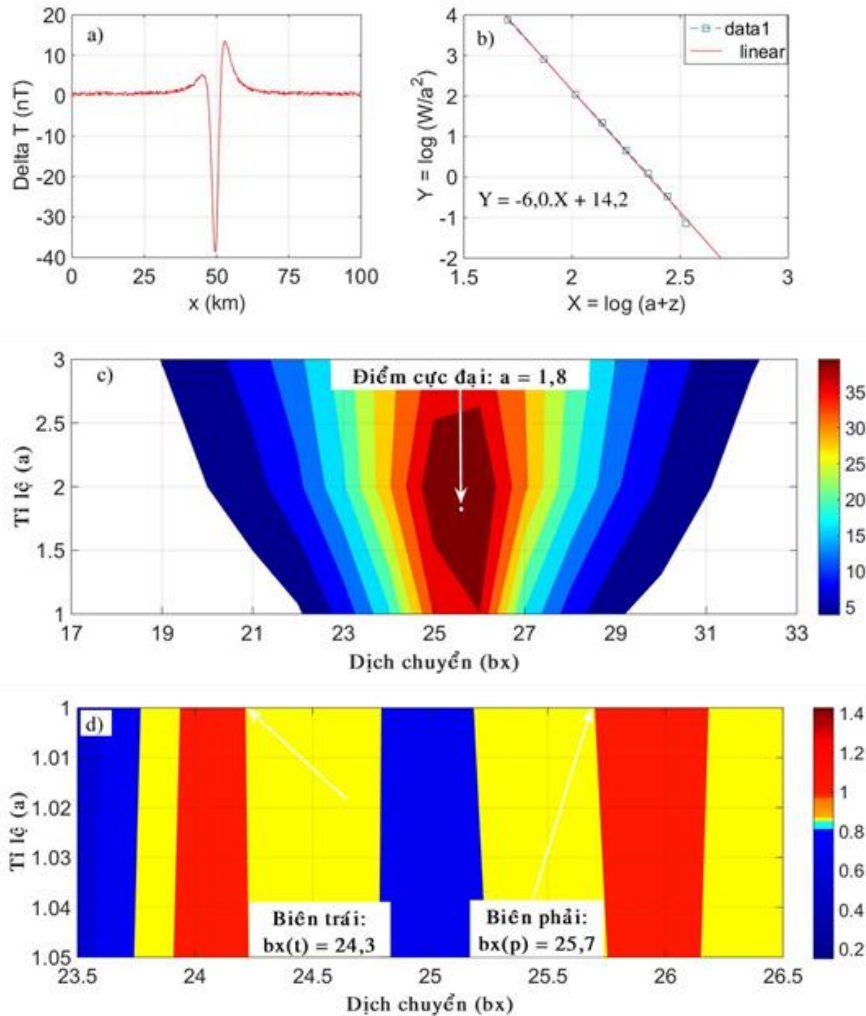 a)
20
10
0
-10
-20
-30
-40
Delta T (nT)
0 25 50 75 100
x (km)
b)
data1
linear
4
3
2
1
0
-1
-2
Y = log (W/a²)
Y = -6,0.X + 14,2
1.5 2 2.5 3
X = log (a+z)
c)
Điểm cực đại: a = 1,8
3
2.5
2
1.5
1
Tỉ lệ (a)
17 19 21 23 25 27 29 31 33
Dịch chuyển (bx)
35
30
25
20
15
10
5
d)
1
1.01
1.02
1.03
1.04
1.05
Tỉ lệ (a)
Biên trái:
bx(t) = 24,3
Biên phải:
bx(p) = 25,7
23.5 24 24.5 25 25.5 26 26.5
Dịch chuyển (bx)
1.4
1.2
1
0.8
0.6
0.4
0.2